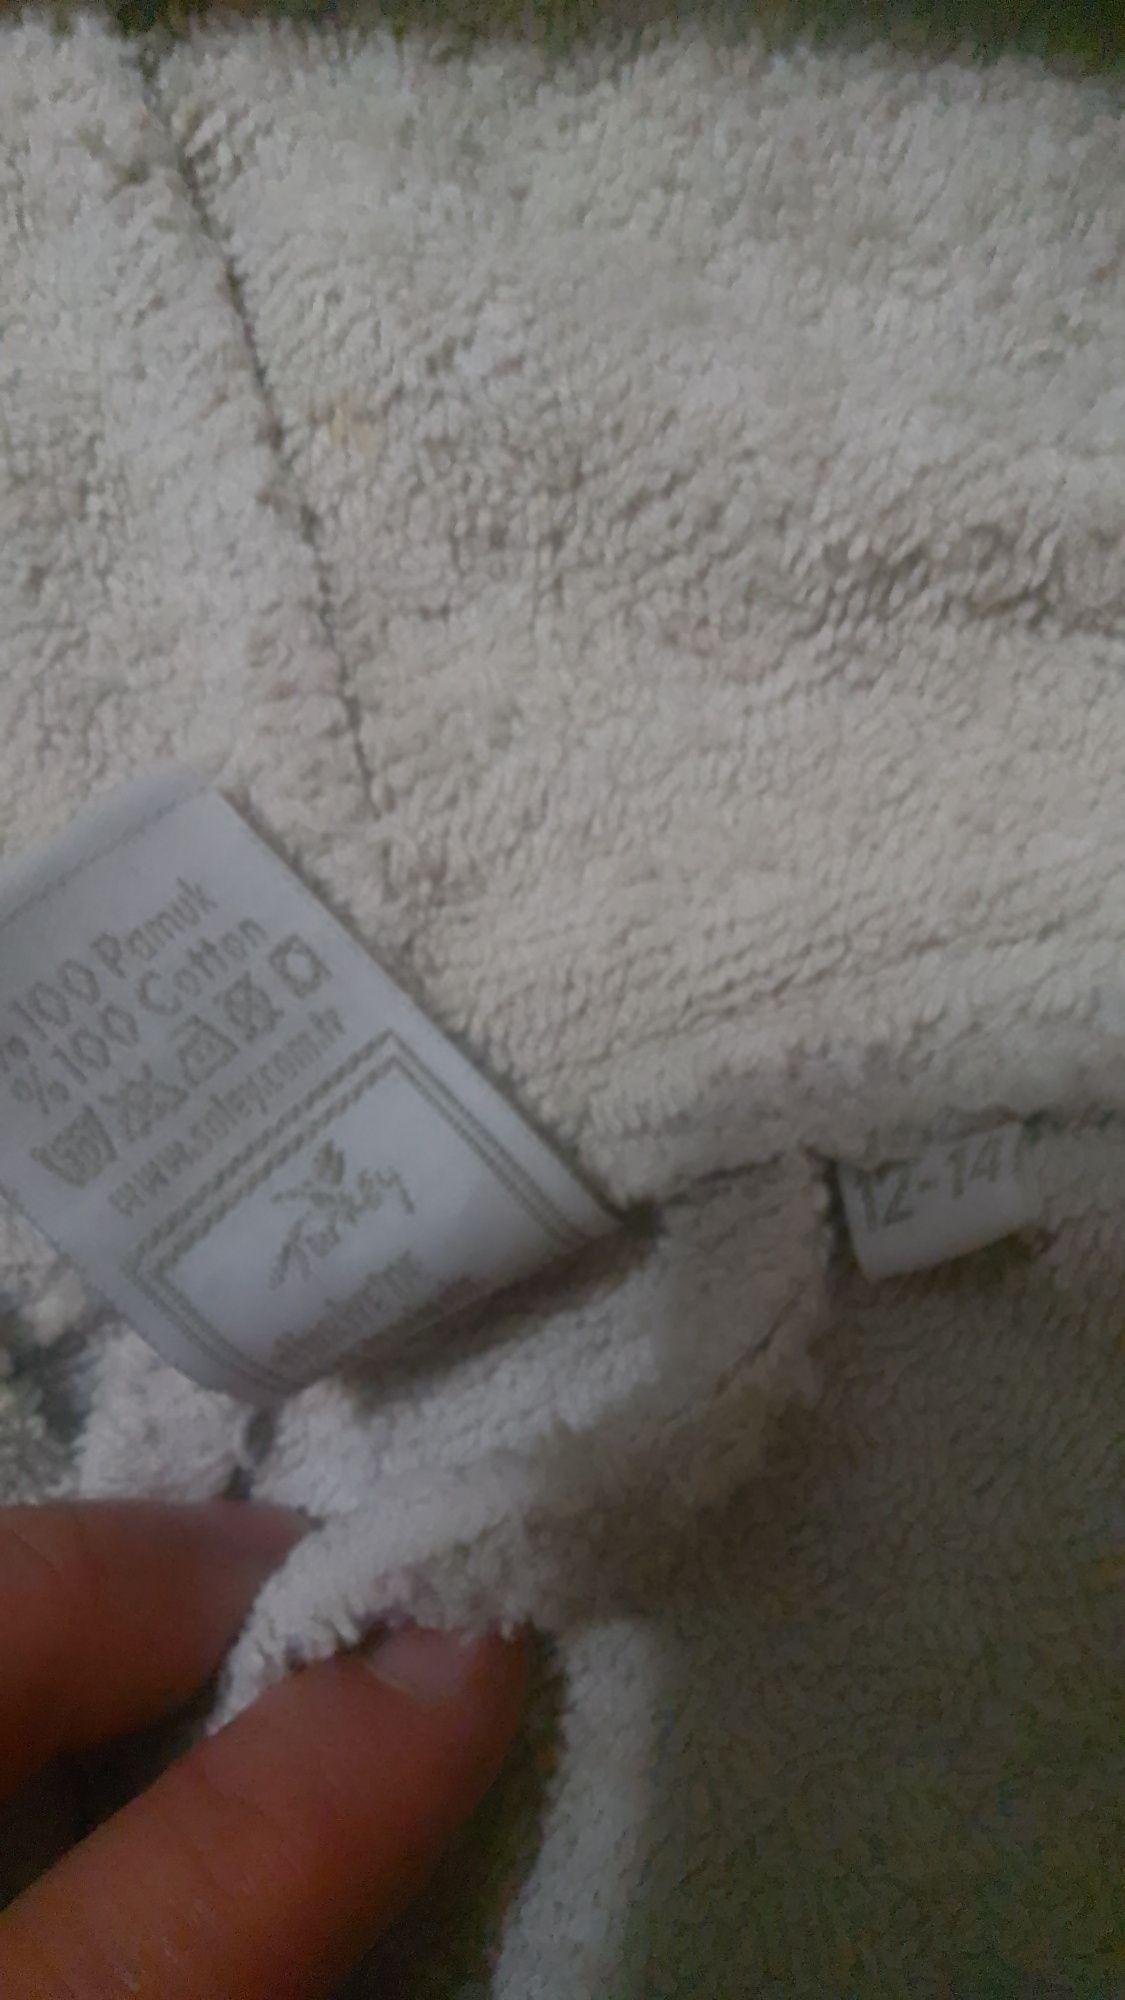 %100 Pamuk
%100 Cotton
www.soley.com.tr
Turkey
12-14